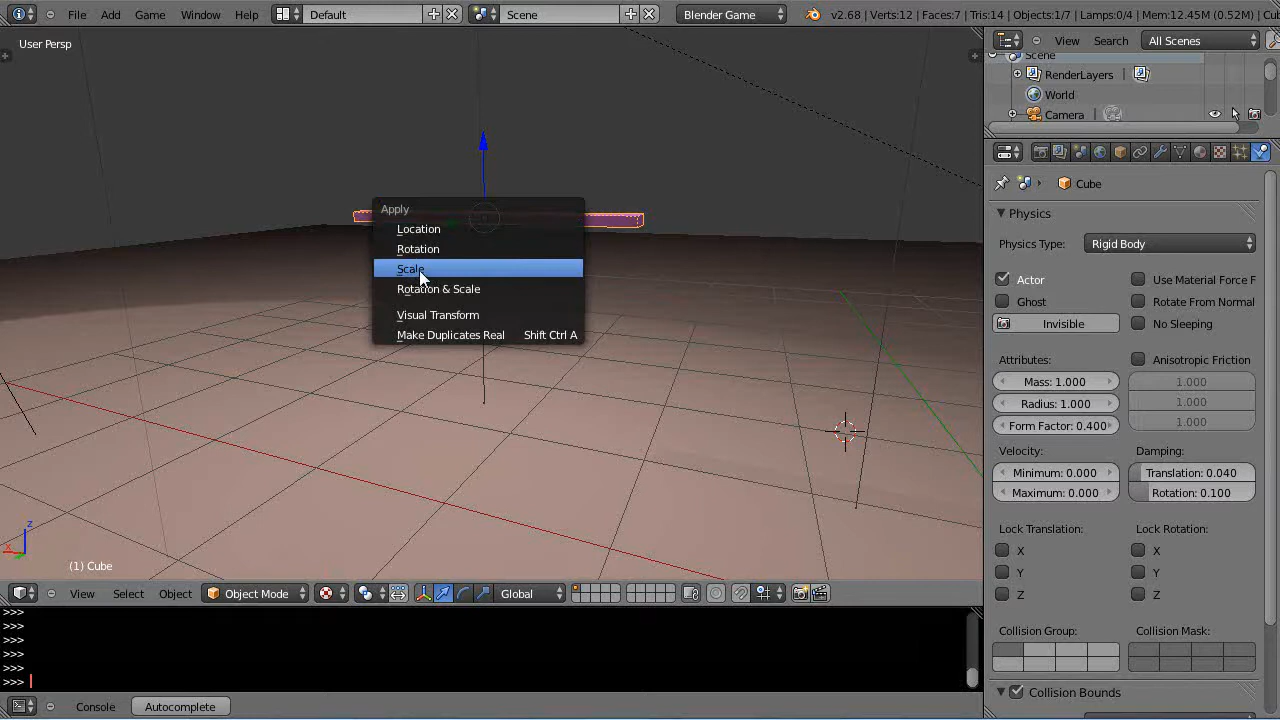 File Add Game Window Help Default Scene Blender Game v2.68 | Verts:12 | Faces:7 | Tris:14 | Objects:1/7 | Lamps:0/4 | Mem:12.45M (0.52M) | Cub
User Persp
View Search All Scenes
Scene
RenderLayers |
World
Camera |
Cube
Apply
Location
Rotation
Scale
Rotation & Scale
Visual Transform
Make Duplicates Real Shift Ctrl A
Physics
Physics Type: Rigid Body
Actor Use Material Force F
Ghost Rotate From Normal
Invisible No Sleeping
Attributes: Anisotropic Friction
Mass: 1.000 1.000
Radius: 1.000 1.000
Form Factor: 0.400 1.000
Velocity: Damping:
Minimum: 0.000 Translation: 0.040
Maximum: 0.000 Rotation: 0.100
Lock Translation: Lock Rotation:
X X
Y Y
Z Z
Collision Group: Collision Mask:
Collision Bounds
z
x
(1) Cube
View Select Object Object Mode Global
>>>
>>>
>>>
>>>
>>>
>>>
Console Autocomplete